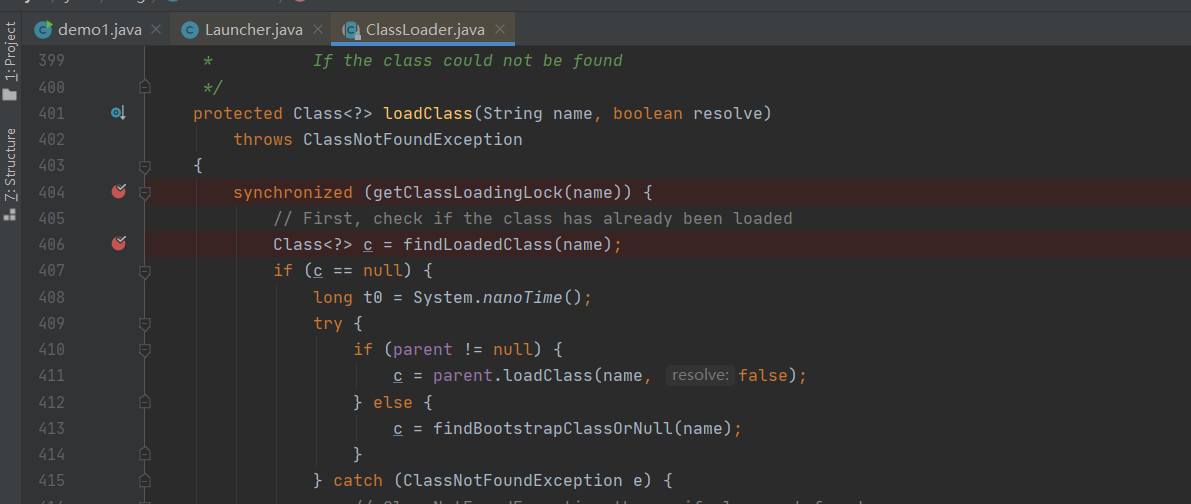 demo1.java
Launcher.java
ClassLoader.java
1: Project
Z: Structure
399 * If the class could not be found
400 */
401 protected Class<?> loadClass(String name, boolean resolve)
402 throws ClassNotFoundException
403 {
404 synchronized (getClassLoadingLock(name)) {
405 // First, check if the class has already been loaded
406 Class<?> c = findLoadedClass(name);
407 if (c == null) {
408 long t0 = System.nanoTime();
409 try {
410 if (parent != null) {
411 c = parent.loadClass(name, resolve: false);
412 } else {
413 c = findBootstrapClassOrNull(name);
414 }
415 } catch (ClassNotFoundException e) {